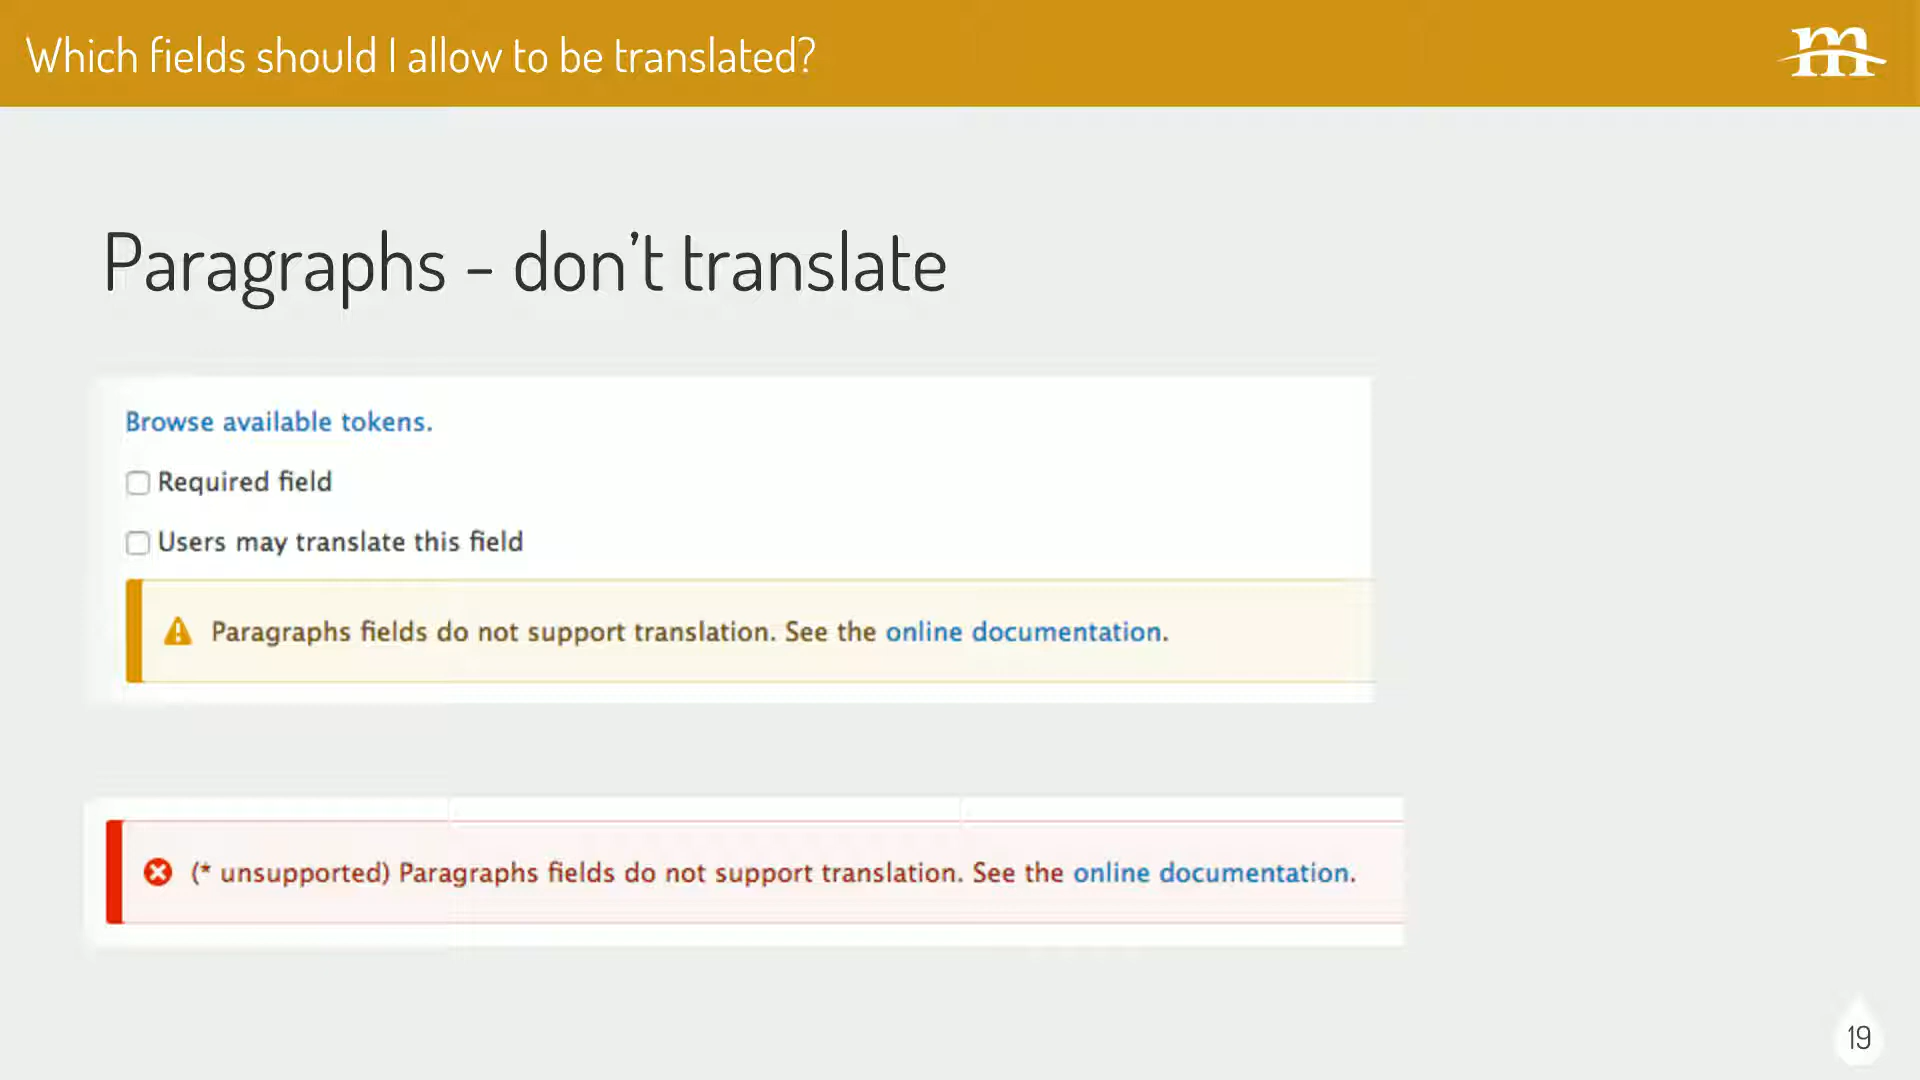 Which fields should I allow to be translated?
m
Paragraphs - don’t translate
Browse available tokens.
Required field
Users may translate this field
Paragraphs fields do not support translation. See the online documentation.
(* unsupported) Paragraphs fields do not support translation. See the online documentation.
19